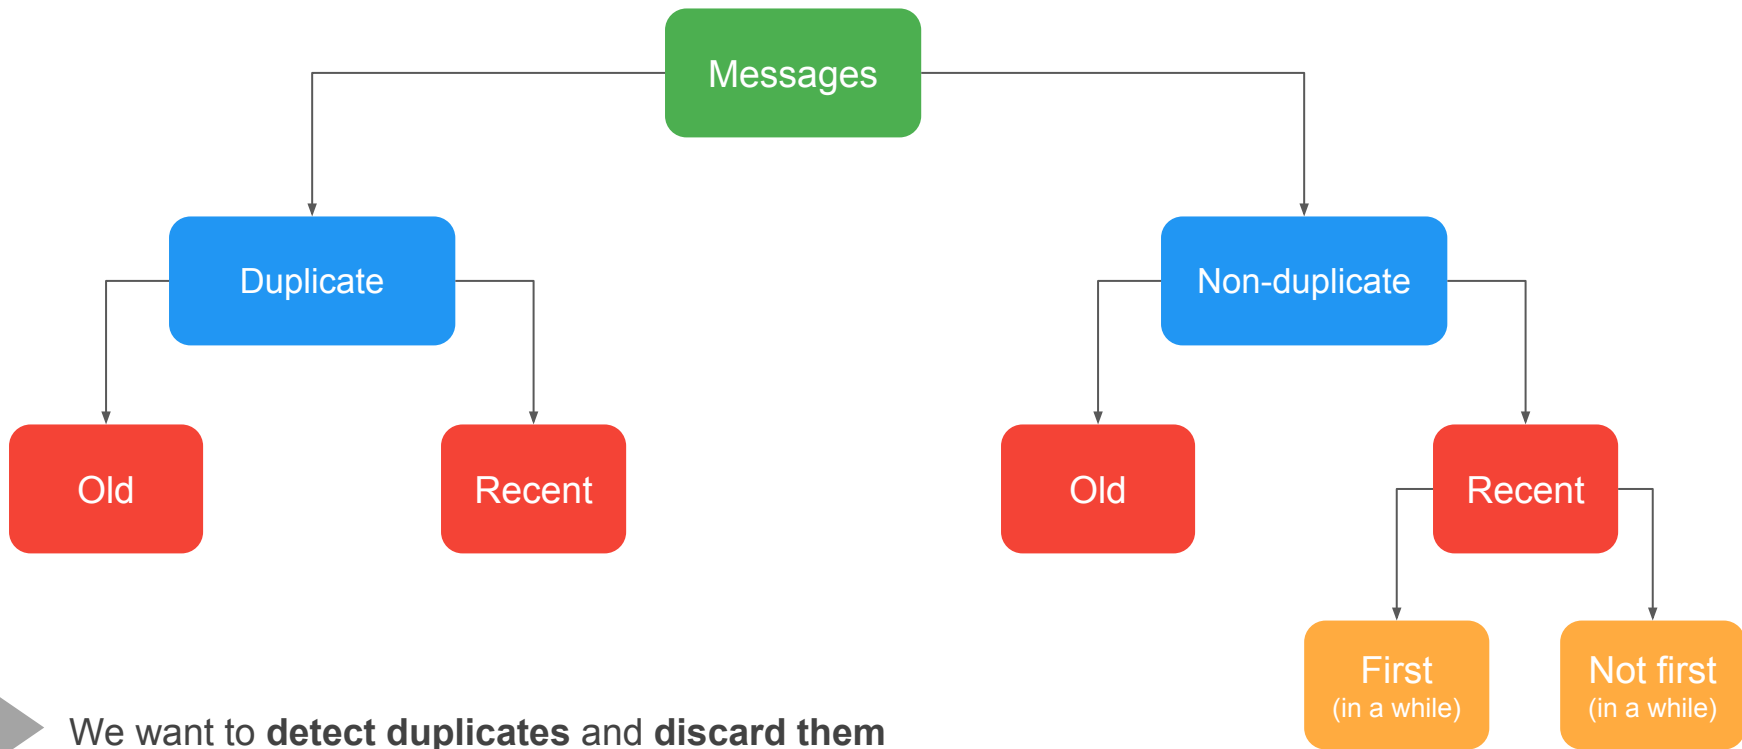 Messages
Duplicate
Non-duplicate
Old
Recent
Old
Recent
First
(in a while)
Not first
(in a while)
We want to detect duplicates and discard them